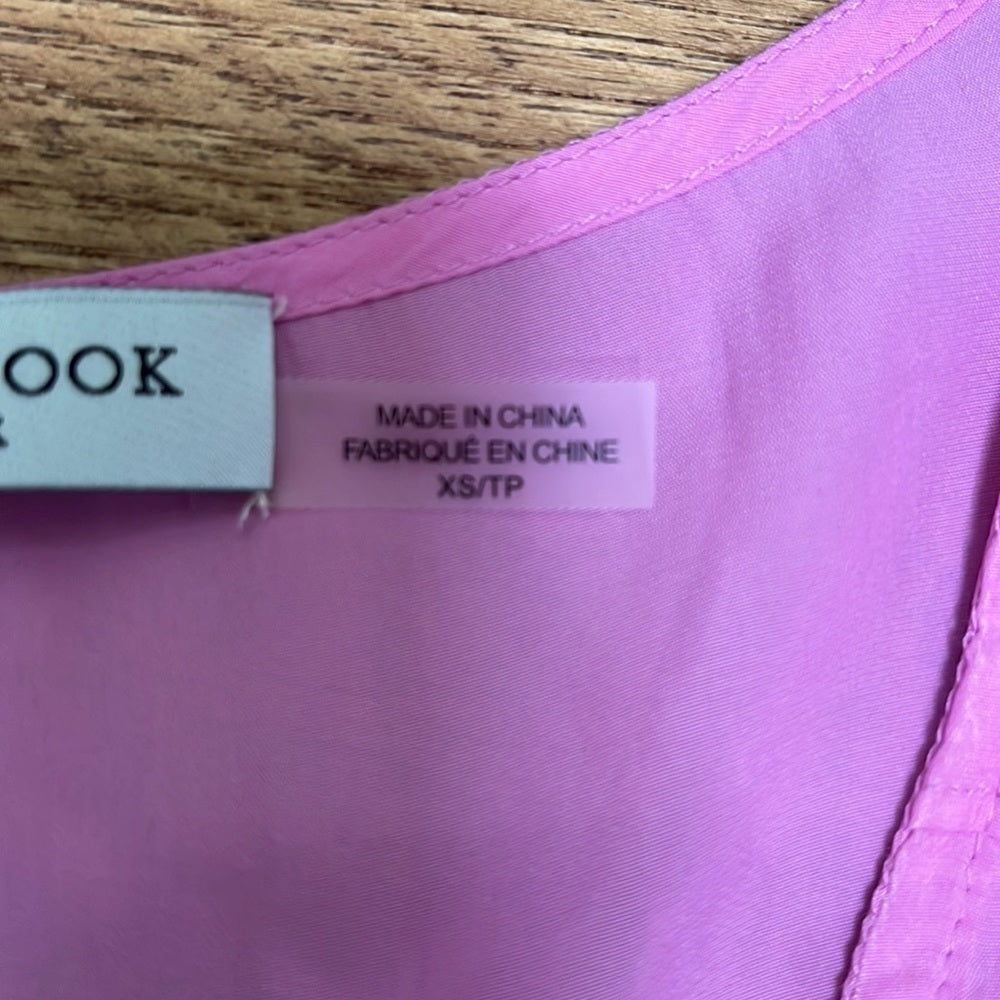 OOK
MADE IN CHINA
FABRIQUÉ EN CHINE
XS/TP